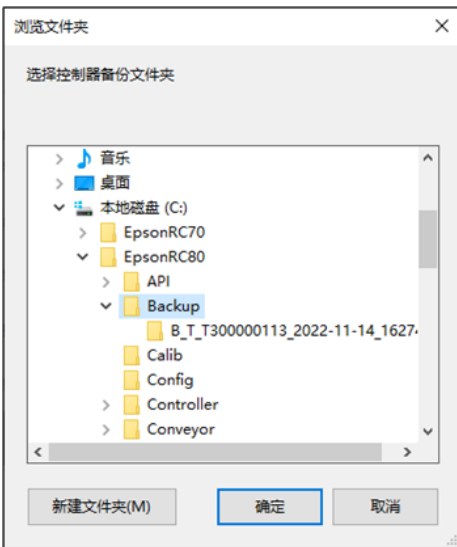 浏览文件夹
选择控制器备份文件夹
音乐
桌面
本地磁盘 (C:)
EpsonRC70
EpsonRC80
API
Backup
B_T_T300000113_2022-11-14_16274
Calib
Config
Controller
Conveyor
新建文件夹(M) 确定 取消